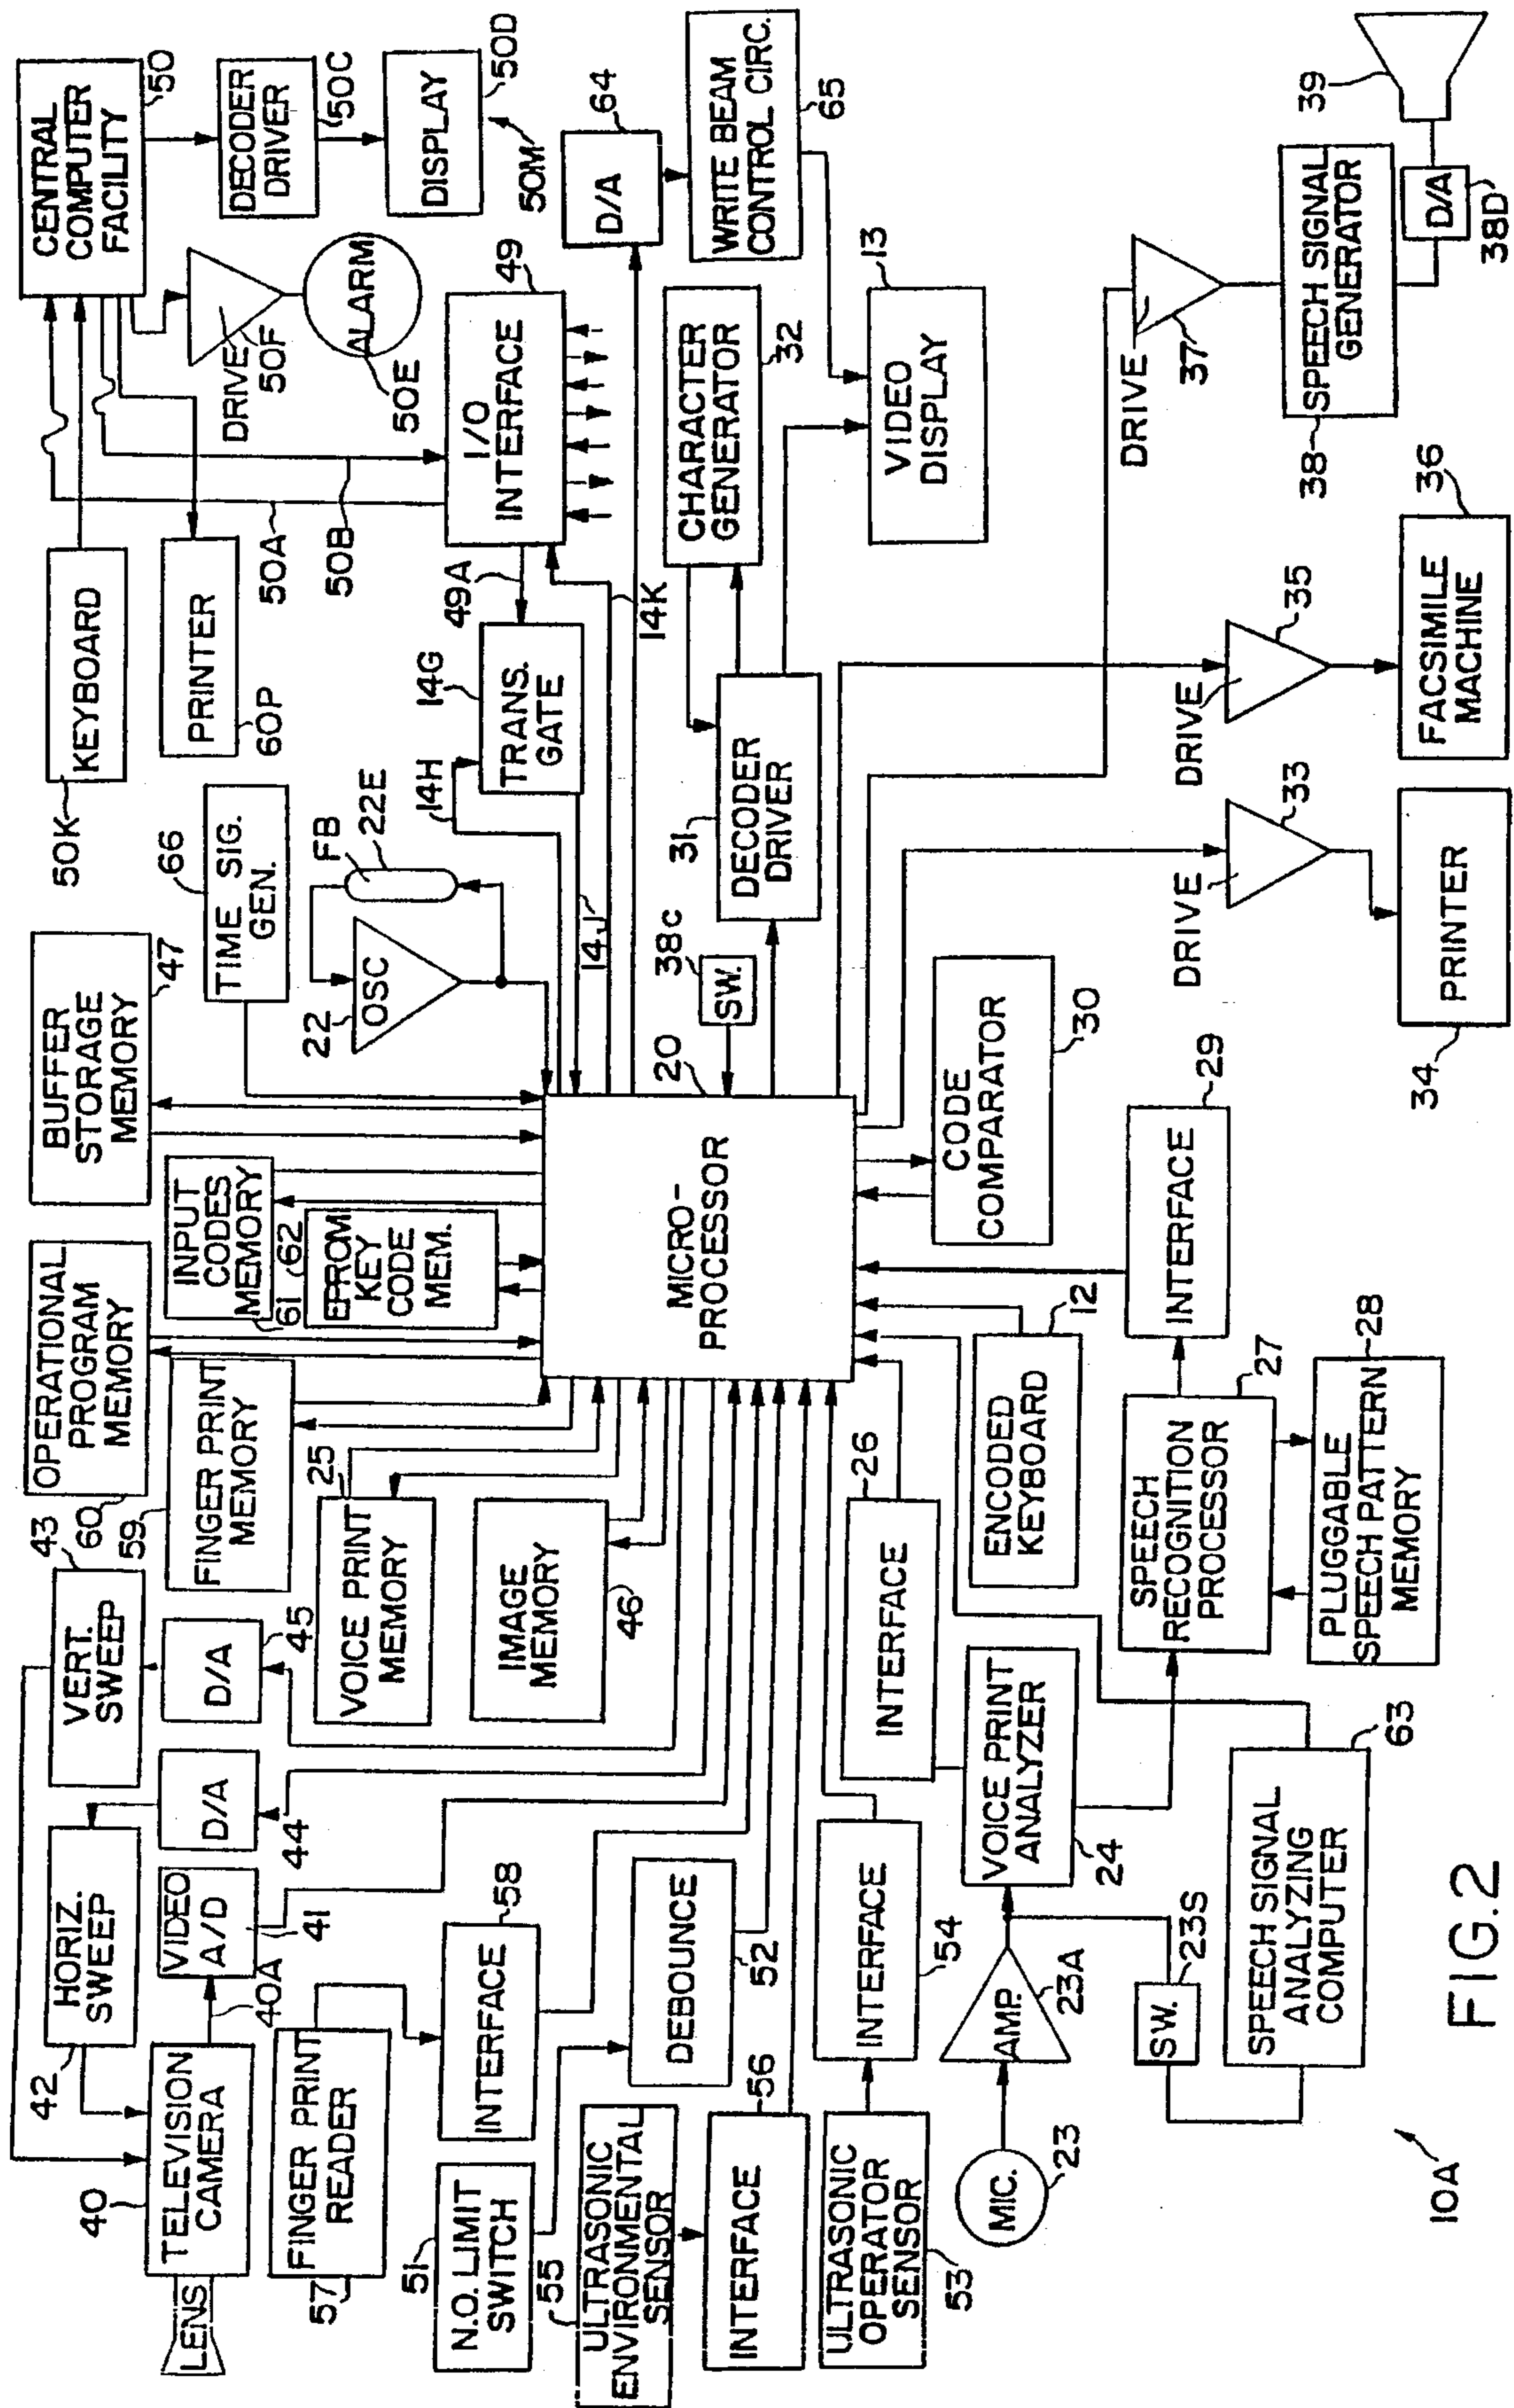 LENS
40
TELEVISION
CAMERA
42
HORIZ.
SWEEP
43
VERT.
SWEEP
40A
VIDEO
A/D
41
D/A
44
D/A
45
57
FINGER PRINT
READER
INTERFACE
58
51
N.O. LIMIT
SWITCH
DEBOUNCE
52
55
ULTRASONIC
ENVIRONMENTAL
SENSOR
INTERFACE
56
ULTRASONIC
OPERATOR
SENSOR
53
INTERFACE
54
MIC.
23
AMP.
23A
SW.
23S
VOICE PRINT
ANALYZER
24
INTERFACE
26
SPEECH SIGNAL
ANALYZING
COMPUTER
63
60
OPERATIONAL
PROGRAM
MEMORY
59
FINGER PRINT
MEMORY
25
VOICE PRINT
MEMORY
IMAGE
MEMORY
46
BUFFER
STORAGE
MEMORY
47
INPUT
CODES
MEMORY
61
62
EPROM
KEY
CODE
MEM.
MICRO-
PROCESSOR
20
ENCODED
KEYBOARD
12
SPEECH
RECOGNITION
PROCESSOR
27
PLUGGABLE
SPEECH PATTERN
MEMORY
28
INTERFACE
29
CODE
COMPARATOR
30
66
TIME SIG.
GEN.
22
OSC
FB
22E
14H
14G
TRANS.
GATE
14J
14K
49A
38C
SW.
31
DECODER
DRIVER
CHARACTER
GENERATOR
32
50K
KEYBOARD
PRINTER
60P
50A
50B
CENTRAL
COMPUTER
FACILITY
50
DECODER
DRIVER
50C
DISPLAY
50D
50M
DRIVE
50F
ALARM
50E
I/O
INTERFACE
49
D/A
64
WRITE BEAM
CONTROL CIRC.
65
VIDEO
DISPLAY
13
DRIVE
33
34
PRINTER
DRIVE
35
FACSIMILE
MACHINE
36
DRIVE
37
38
SPEECH SIGNAL
GENERATOR
D/A
38D
39
10A
FIG. 2